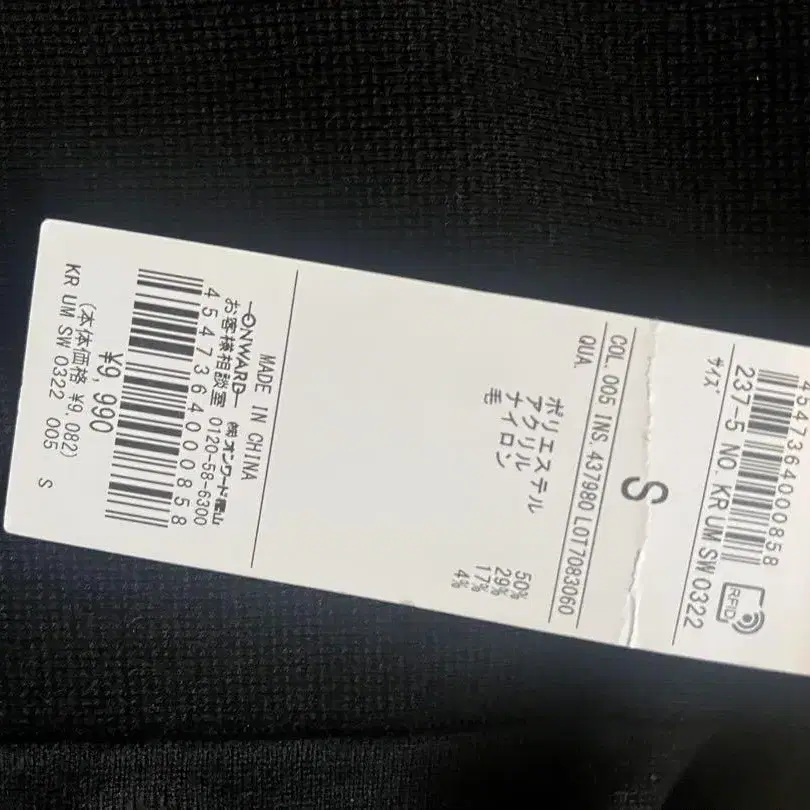 4547364000858
237-5 NO. KR UM SW 0322
RFID
サイズ
S
COL. 005 INS. 437980 LOT7083060
QUA.
ポリエステル 50%
アクリル 29%
ナイロン 17%
毛 4%
MADE IN CHINA
ONWARD ㈱オンワード樫山
お客様相談室 0120-58-6300
4547364000858
¥9,990
(本体価格 ¥9,082)
KR UM SW 0322 005 S